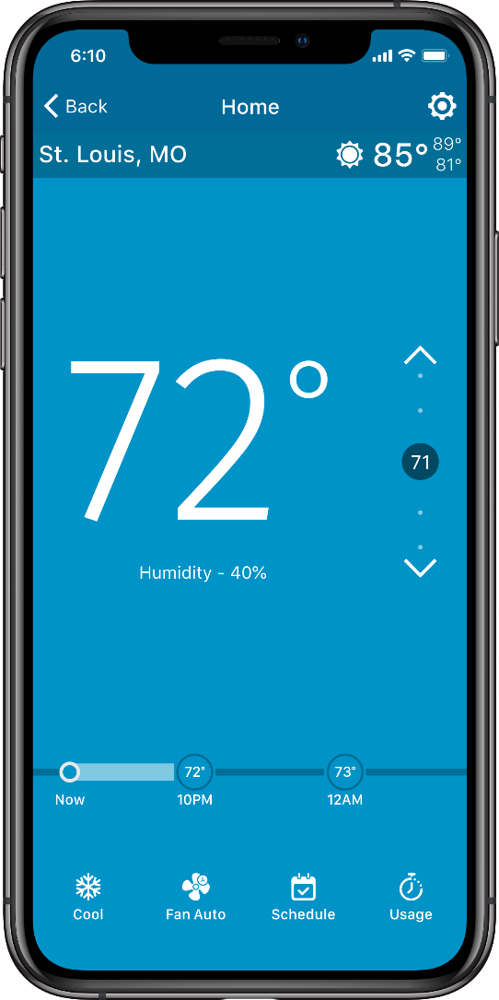 6:10
Back Home
St. Louis, MO 85° 89°
81°
72°
71
Humidity - 40%
72° 73°
Now 10PM 12AM
Cool Fan Auto Schedule Usage